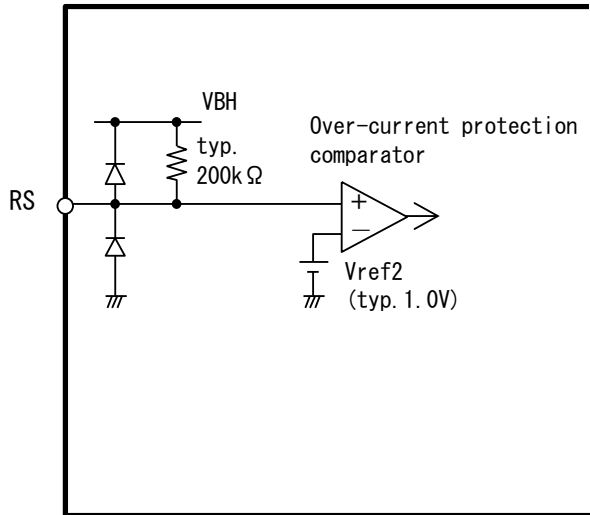 VBH
typ.
200kΩ
Over-current protection
comparator
RS
+
−
Vref2
(typ.1.0V)